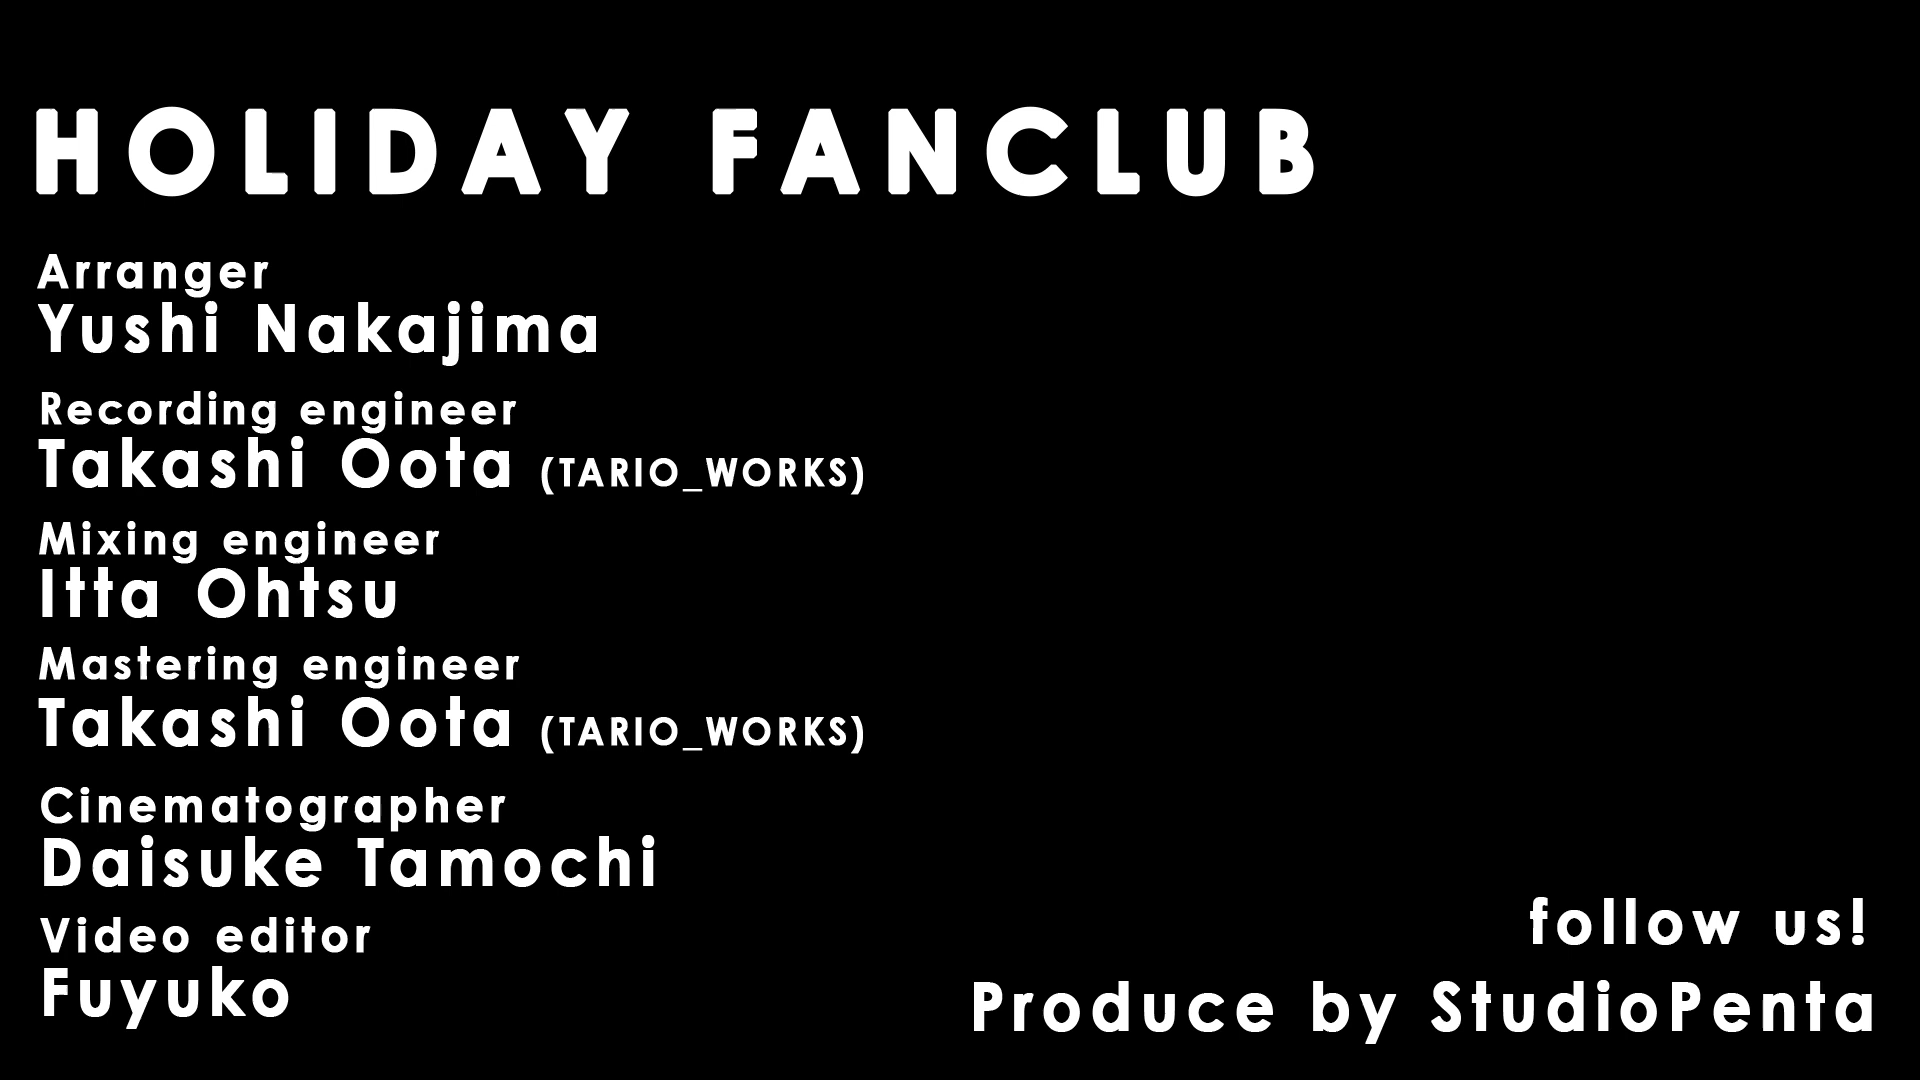 HOLIDAY FANCLUB
Arranger
Yushi Nakajima
Recording engineer
Takashi Oota (TARIO_WORKS)
Mixing engineer
Itta Ohtsu
Mastering engineer
Takashi Oota (TARIO_WORKS)
Cinematographer
Daisuke Tamochi
Video editor
Fuyuko
follow us!
Produce by StudioPenta